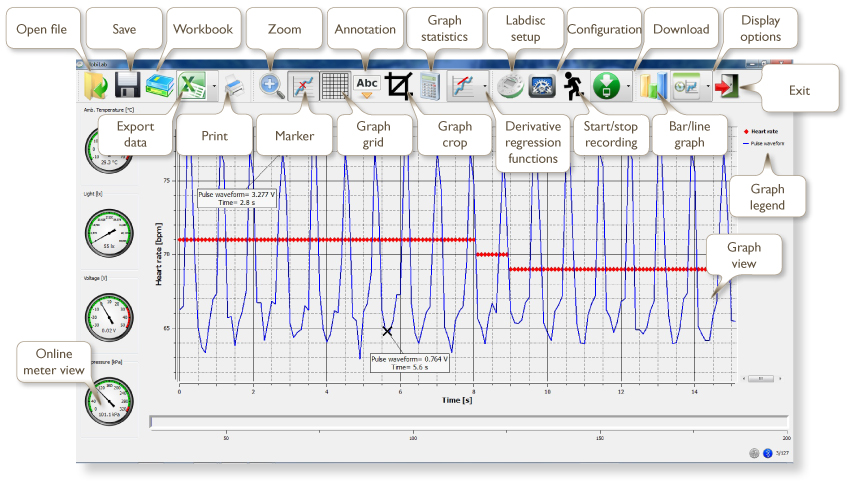 Open file
Save
Workbook
Zoom
Annotation
Graph
statistics
Labdisc
setup
Configuration
Download
Display
options
Exit
Abc
Export
data
Print
Marker
Graph
grid
Graph
crop
Derivative
regression
functions
Start/stop
recording
Bar/line
graph
Amb. Temperature [°C]
29.2 °C
Light [lx]
55 lx
Voltage [V]
0.02 V
Online
meter view
pressure [kPa]
101.1 kPa
Heart rate
Pulse waveform
Graph
legend
Graph
view
Heart rate [bpm]
75
70
65
Pulse waveform= 3.277 V
Time= 2.8 s
Pulse waveform= 0.764 V
Time= 5.6 s
0 2 4 6 8 10 12 14
Time [s]
50 100 150 200
3/127